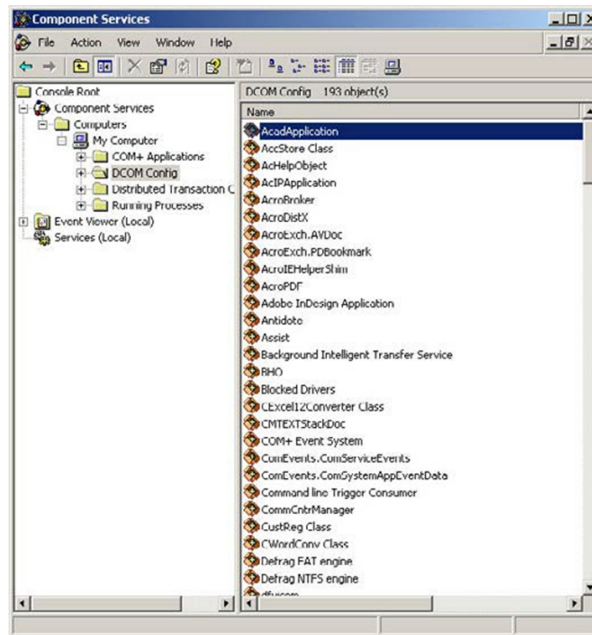 Component Services
File Action View Window Help
Console Root
Component Services
Computers
My Computer
COM+ Applications
DCOM Config
Distributed Transaction C
Running Processes
Event Viewer (Local)
Services (Local)
DCOM Config 193 object(s)
Name
AcadApplication
AccStore Class
AcHelpObject
AcIPApplication
AcroBroker
AcroDistX
AcroExch.AVDoc
AcroExch.PDBookmark
AcroIEHelperShim
AcroPDF
Adobe InDesign Application
Antidote
Assist
Background Intelligent Transfer Service
BHO
Blocked Drivers
CExcel12Converter Class
CMTEXTStackDoc
COM+ Event System
ComEvents.ComServiceEvents
ComEvents.ComSystemAppEventData
Command line Trigger Consumer
CommCntrManager
CustReg Class
CWordConv Class
Defrag FAT engine
Defrag NTFS engine